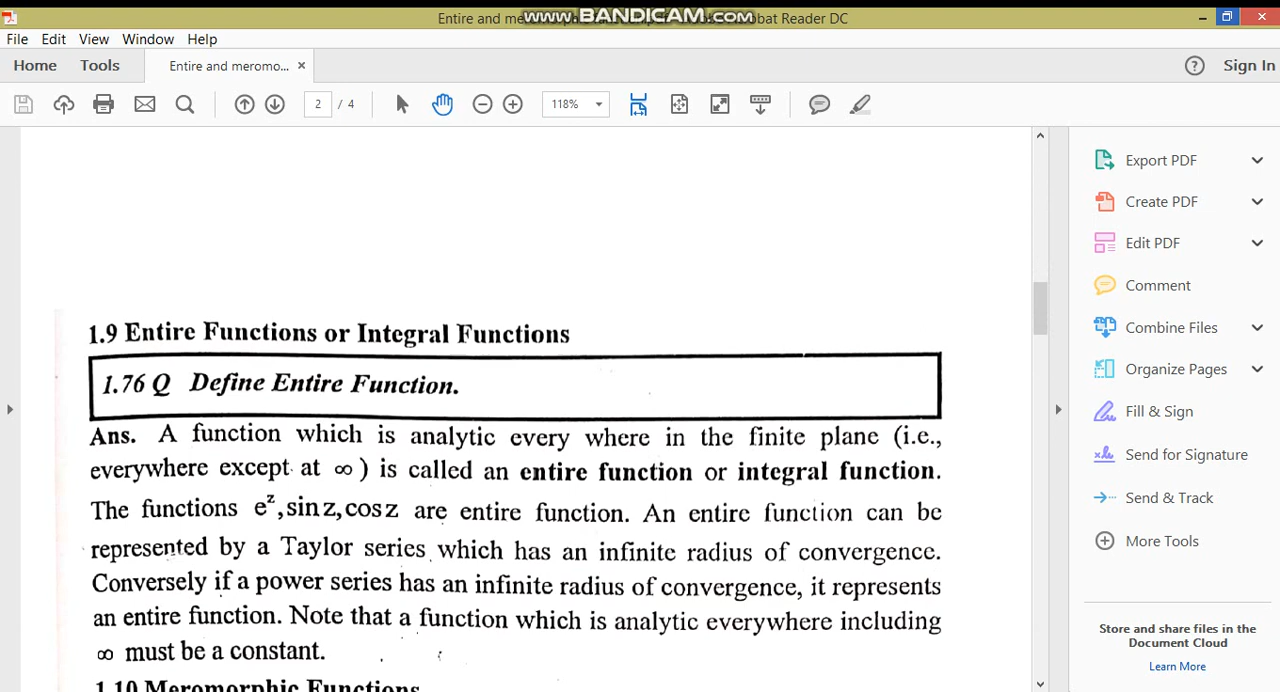 Entire and me www.BANDICAM.com bat Reader DC
File Edit View Window Help
Home Tools Entire and meromo... ×
? Sign In
2 / 4 118%
Export PDF
Create PDF
Edit PDF
Comment
Combine Files
Organize Pages
Fill & Sign
Send for Signature
Send & Track
More Tools
Store and share files in the
Document Cloud
Learn More
1.9 Entire Functions or Integral Functions
1.76 Q Define Entire Function.
Ans. A function which is analytic every where in the finite plane (i.e.,
everywhere except at ∞ ) is called an entire function or integral function.
The functions e^z, sin z, cos z are entire function. An entire function can be
represented by a Taylor series which has an infinite radius of convergence.
Conversely if a power series has an infinite radius of convergence, it represents
an entire function. Note that a function which is analytic everywhere including
∞ must be a constant.
1.10 Meromorphic Functions